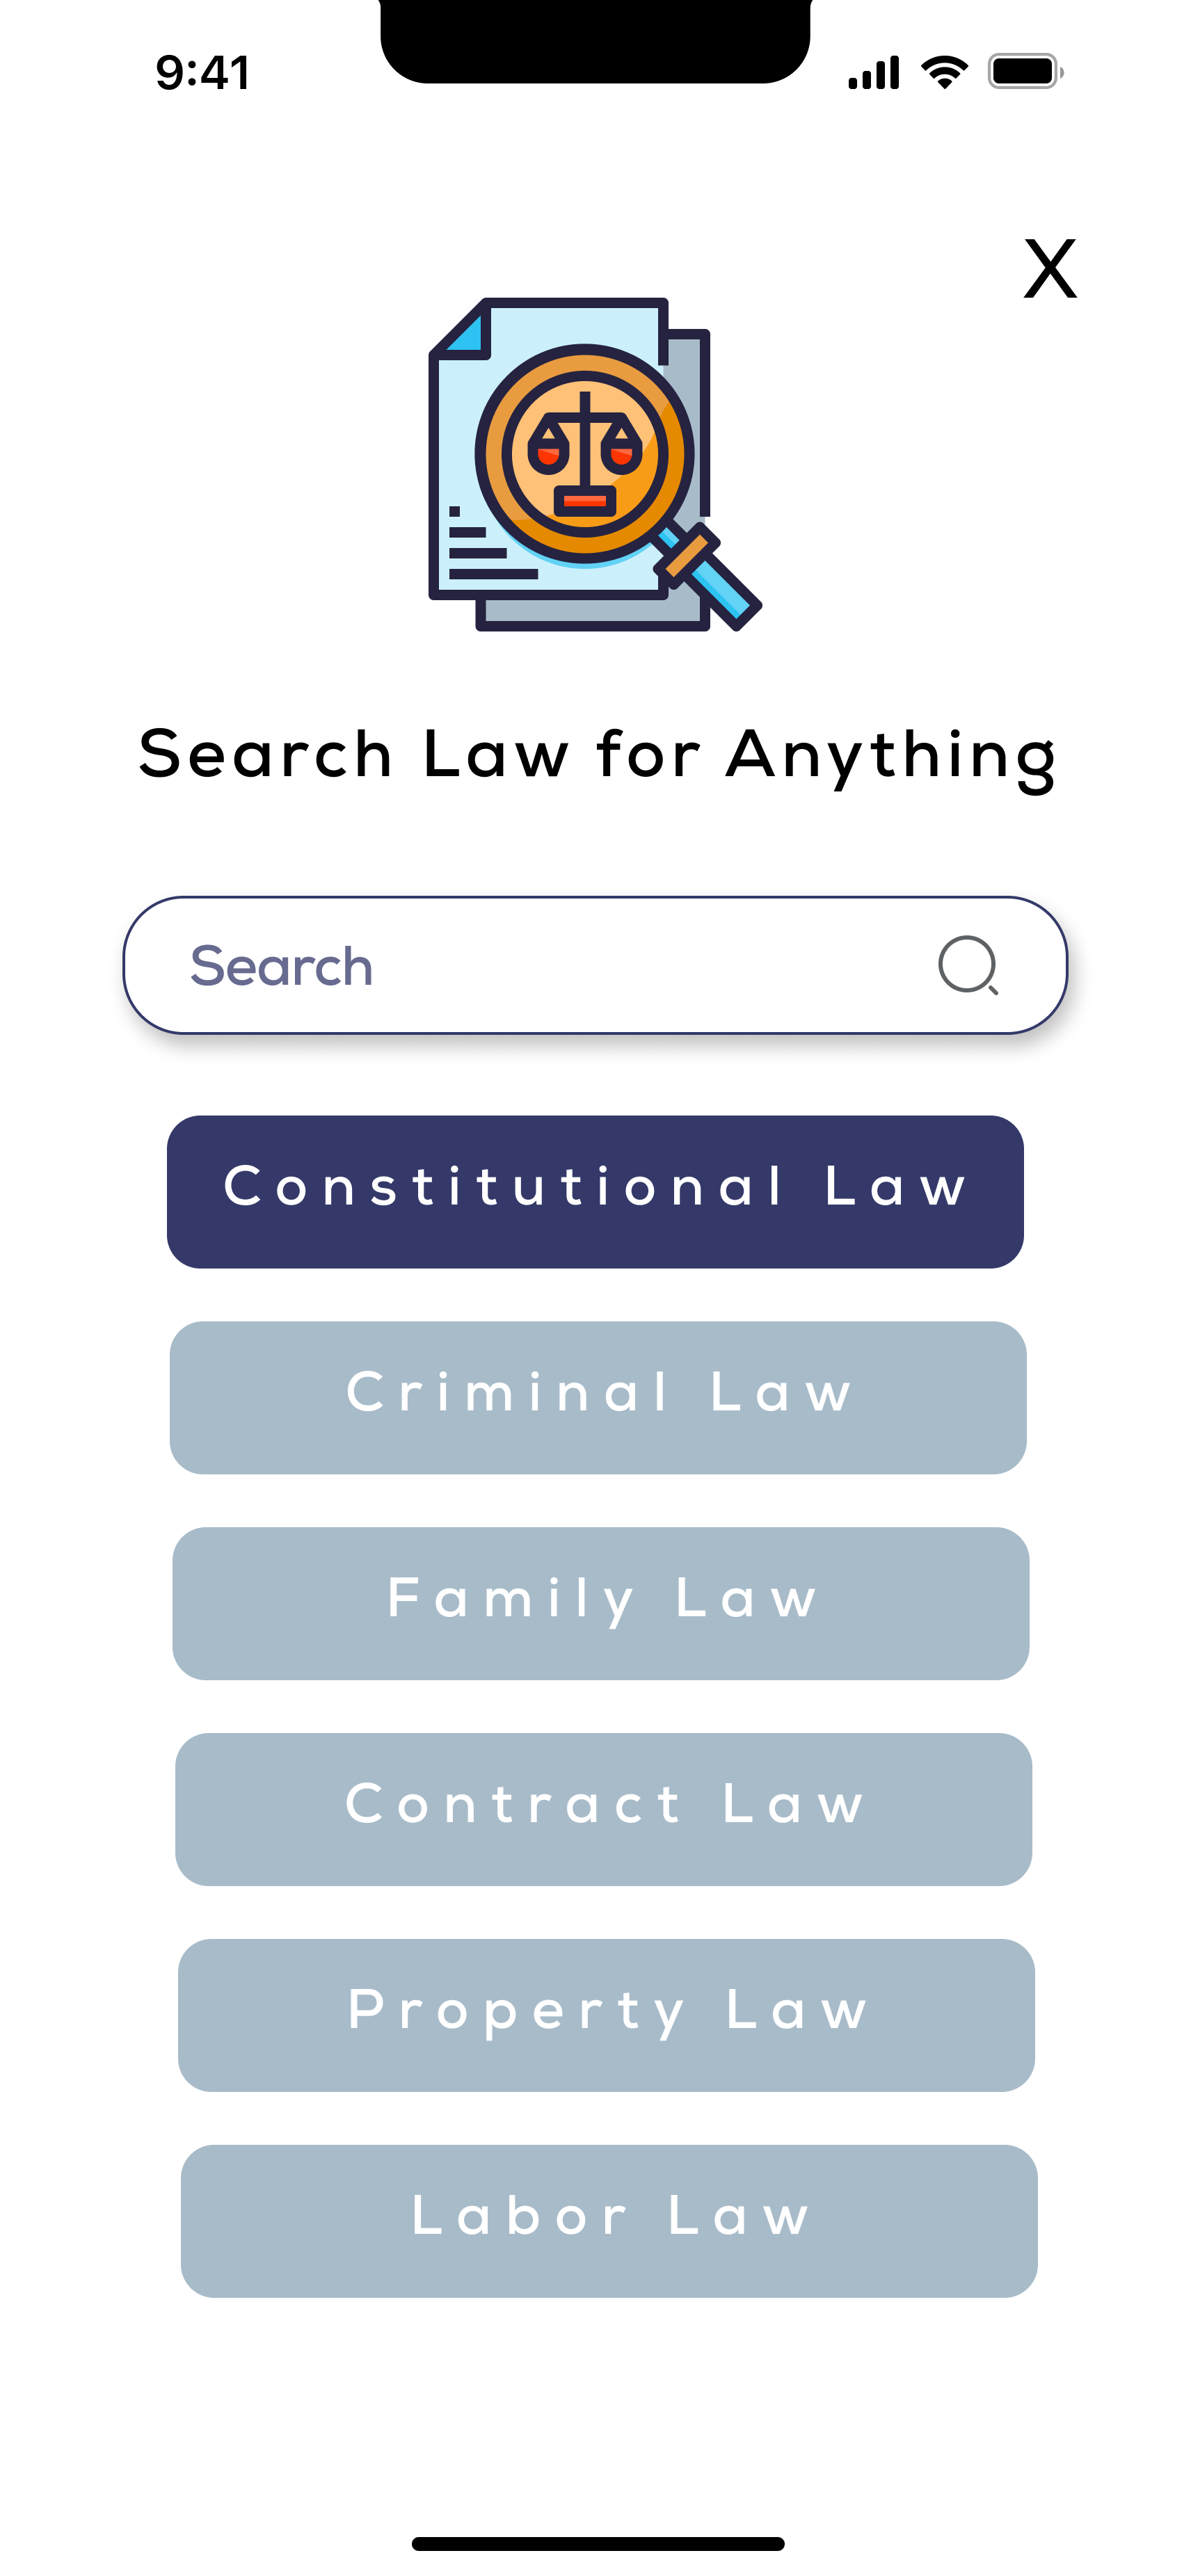 9:41
X
Search Law for Anything
Search
Constitutional Law
Criminal Law
Family Law
Contract Law
Property Law
Labor Law